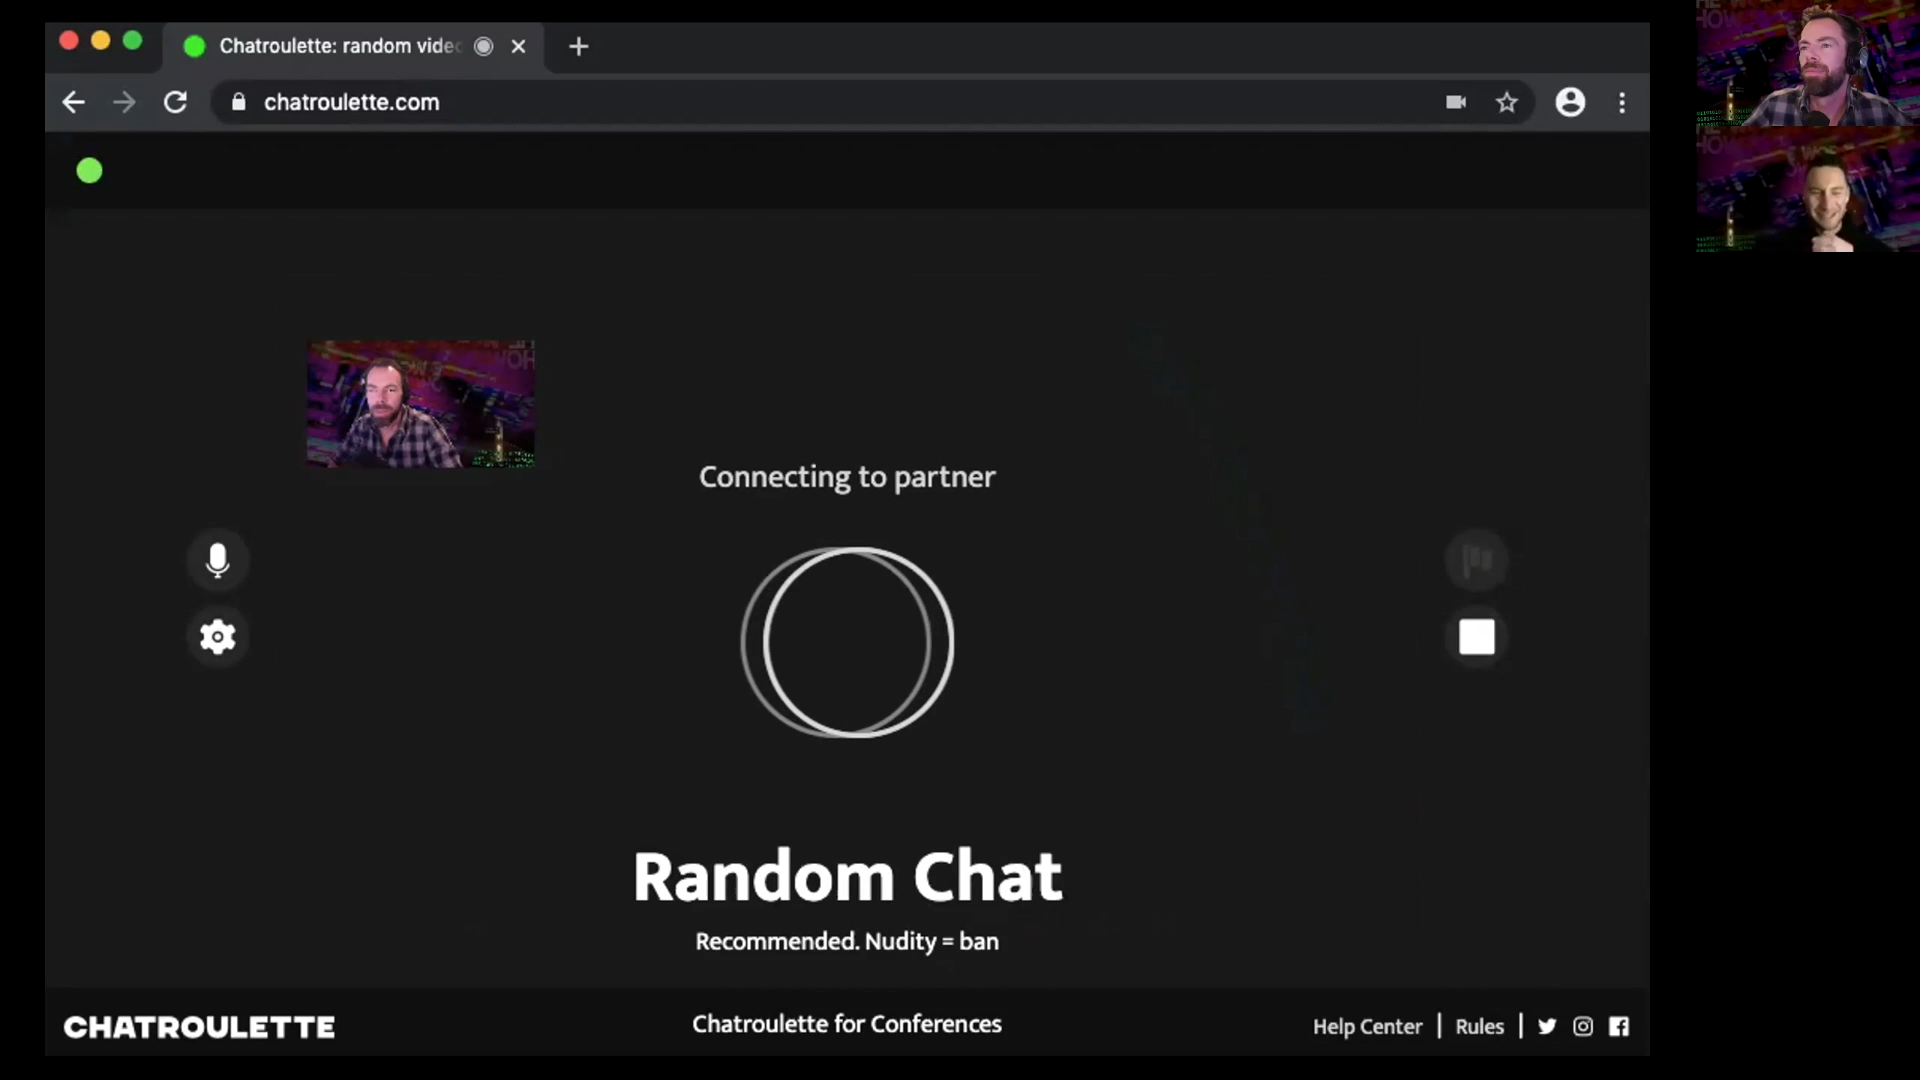 Chatroulette: random vide
chatroulette.com
Connecting to partner
Random Chat
Recommended. Nudity = ban
CHATROULETTE
Chatroulette for Conferences
Help Center | Rules |